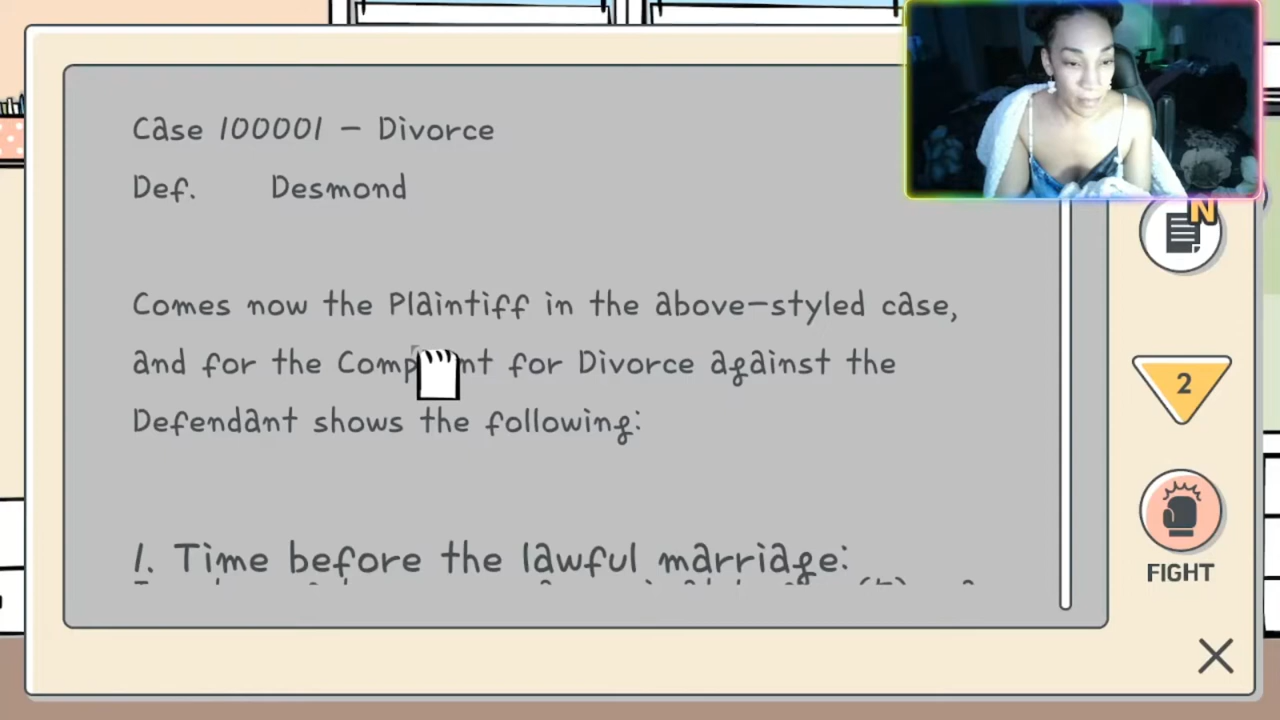 Case 100001 - Divorce
Def. Desmond
Comes now the Plaintiff in the above-styled case,
and for the nt for Divorce against the
Defendant shows the following:
1. Time before the lawful marriage:
N
2
FIGHT